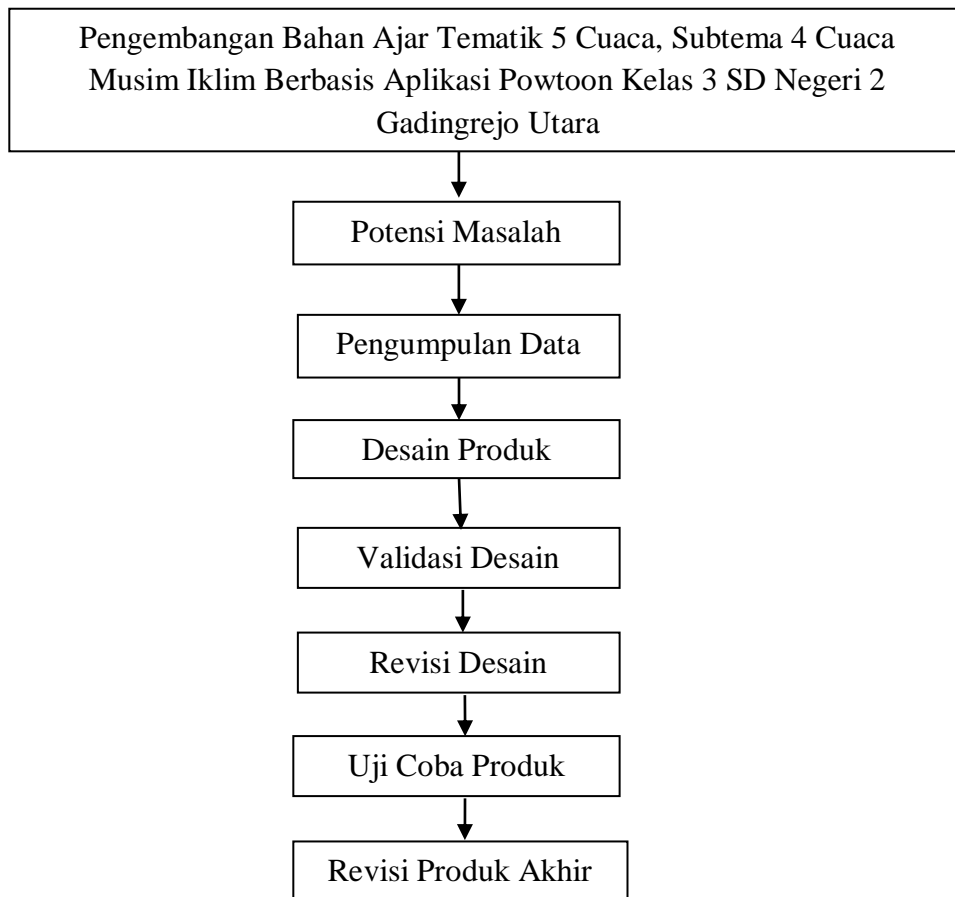 Pengembangan Bahan Ajar Tematik 5 Cuaca, Subtema 4 Cuaca
Musim Iklim Berbasis Aplikasi Powtoon Kelas 3 SD Negeri 2
Gadingrejo Utara
Potensi Masalah
Pengumpulan Data
Desain Produk
Validasi Desain
Revisi Desain
Uji Coba Produk
Revisi Produk Akhir